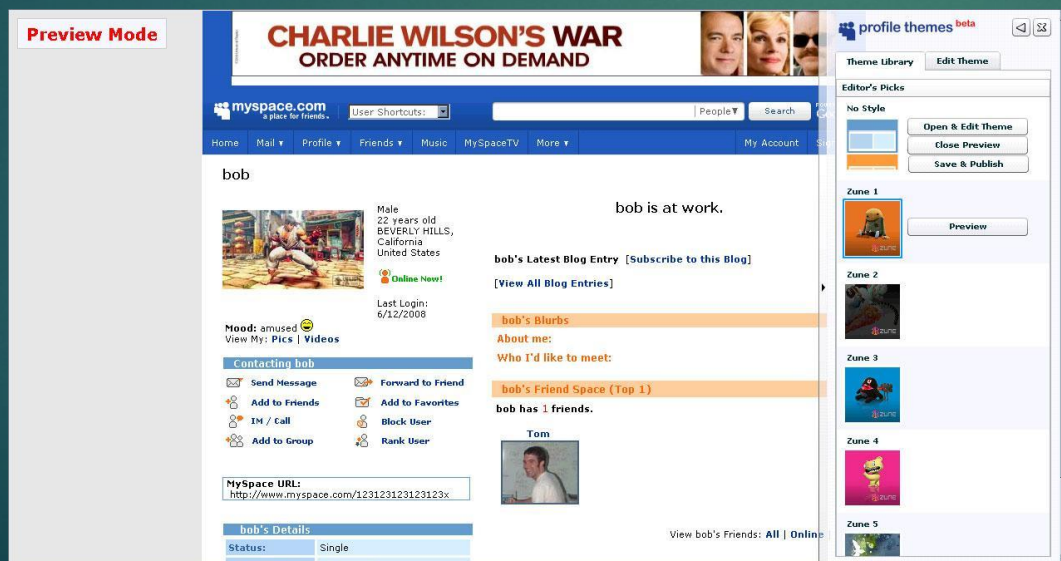 Preview Mode
CHARLIE WILSON'S WAR
ORDER ANYTIME ON DEMAND
myspace.com
a place for friends.
User Shortcuts:
People▼
Search
Home Mail ▼ Profile ▼ Friends ▼ Music MySpaceTV More ▼ My Account
bob
Male
22 years old
BEVERLY HILLS,
California
United States
Online Now!
Last Login:
6/12/2008
Mood: amused
View My: Pics | Videos
Contacting bob
Send Message Forward to Friend
Add to Friends Add to Favorites
IM / Call Block User
Add to Group Rank User
MySpace URL:
http://www.myspace.com/123123123123123x
bob's Details
Status: Single
bob is at work.
bob's Latest Blog Entry [Subscribe to this Blog]
[View All Blog Entries]
bob's Blurbs
About me:
Who I'd like to meet:
bob's Friend Space (Top 1)
bob has 1 friends.
Tom
View bob's Friends: All | Online
profile themes beta
Theme Library Edit Theme
Editor's Picks
No Style
Open & Edit Theme
Close Preview
Save & Publish
Zune 1
zune
Preview
Zune 2
zune
Zune 3
zune
Zune 4
zune
Zune 5